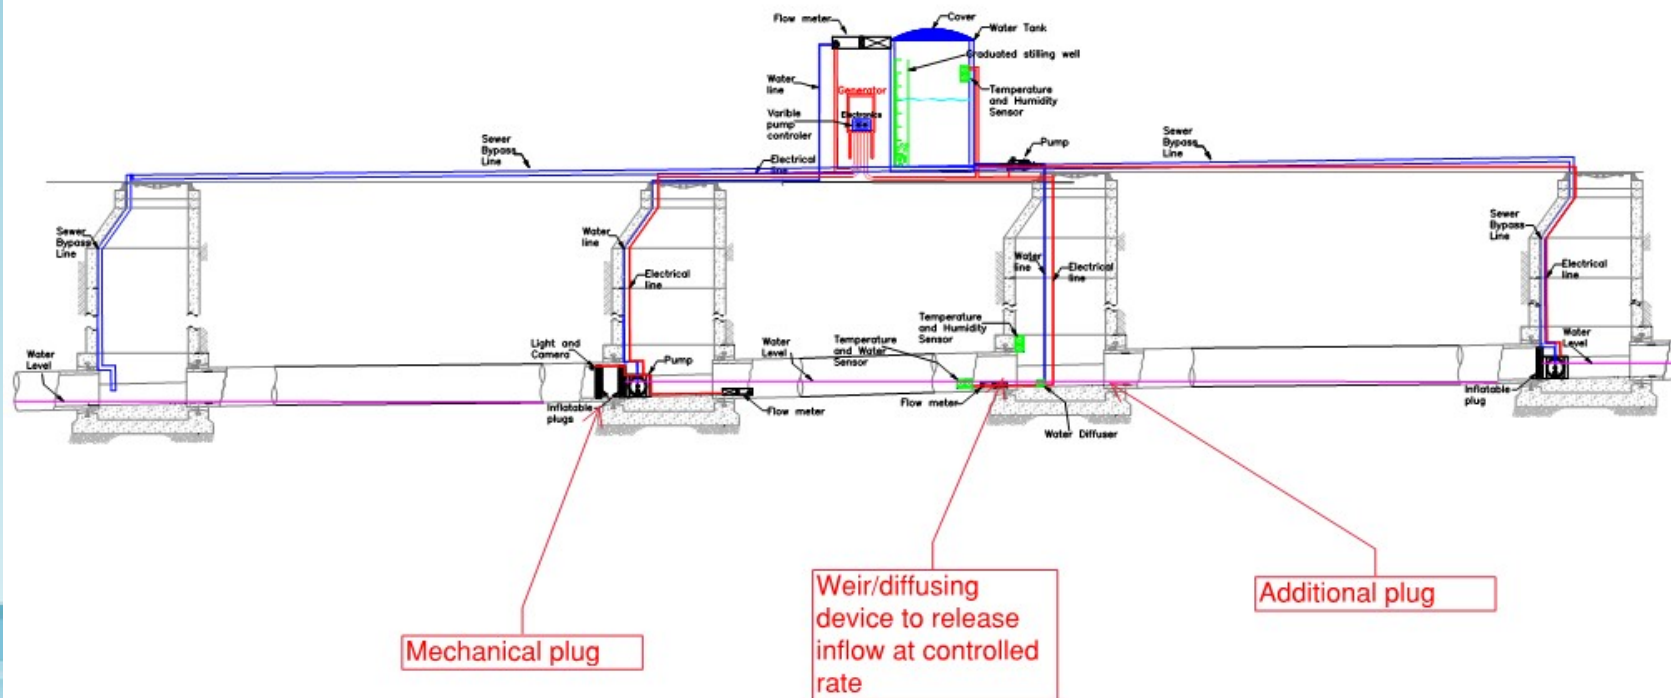 Flow meter
Cover
Water Tank
Graduated stilling well
Water
line
Generator
Temperature
and Humidity
Sensor
Varible
pump
controler
Electronics
Sewer
Bypass
Line
Electrical
line
Pump
Sewer
Bypass
Line
Sewer
Bypass
Line
Water
line
Electrical
line
Water
line
Electrical
line
Sewer
Bypass
Line
Electrical
line
Water
Level
Light and
Camera
Pump
Water
Level
Temperature
and Water
Sensor
Temperature
and Humidity
Sensor
Water
Level
Inflatable
plugs
Flow meter
Flow meter
Water Diffuser
Inflatable
plug
Mechanical plug
Weir/diffusing
device to release
inflow at controlled
rate
Additional plug